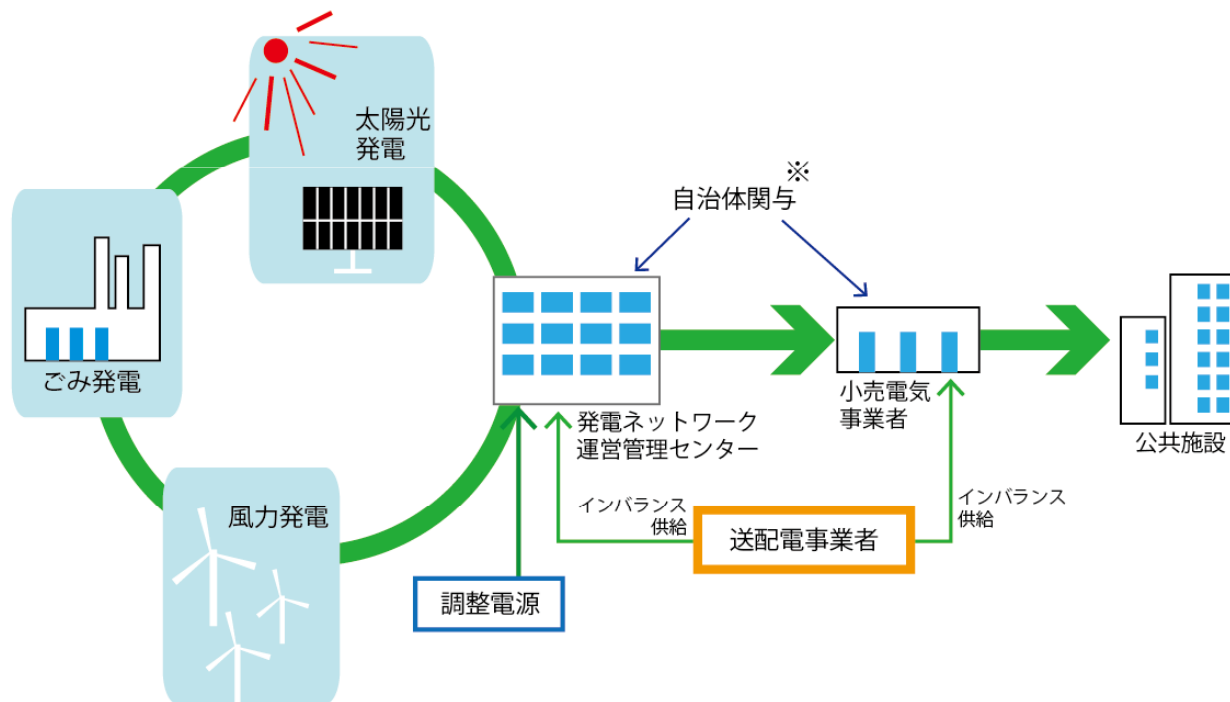 太陽光
発電
※
自治体関与
ごみ発電
小売電気
事業者
発電ネットワーク
運営管理センター
公共施設
風力発電
インバランス
供給
インバランス
供給
送配電事業者
調整電源